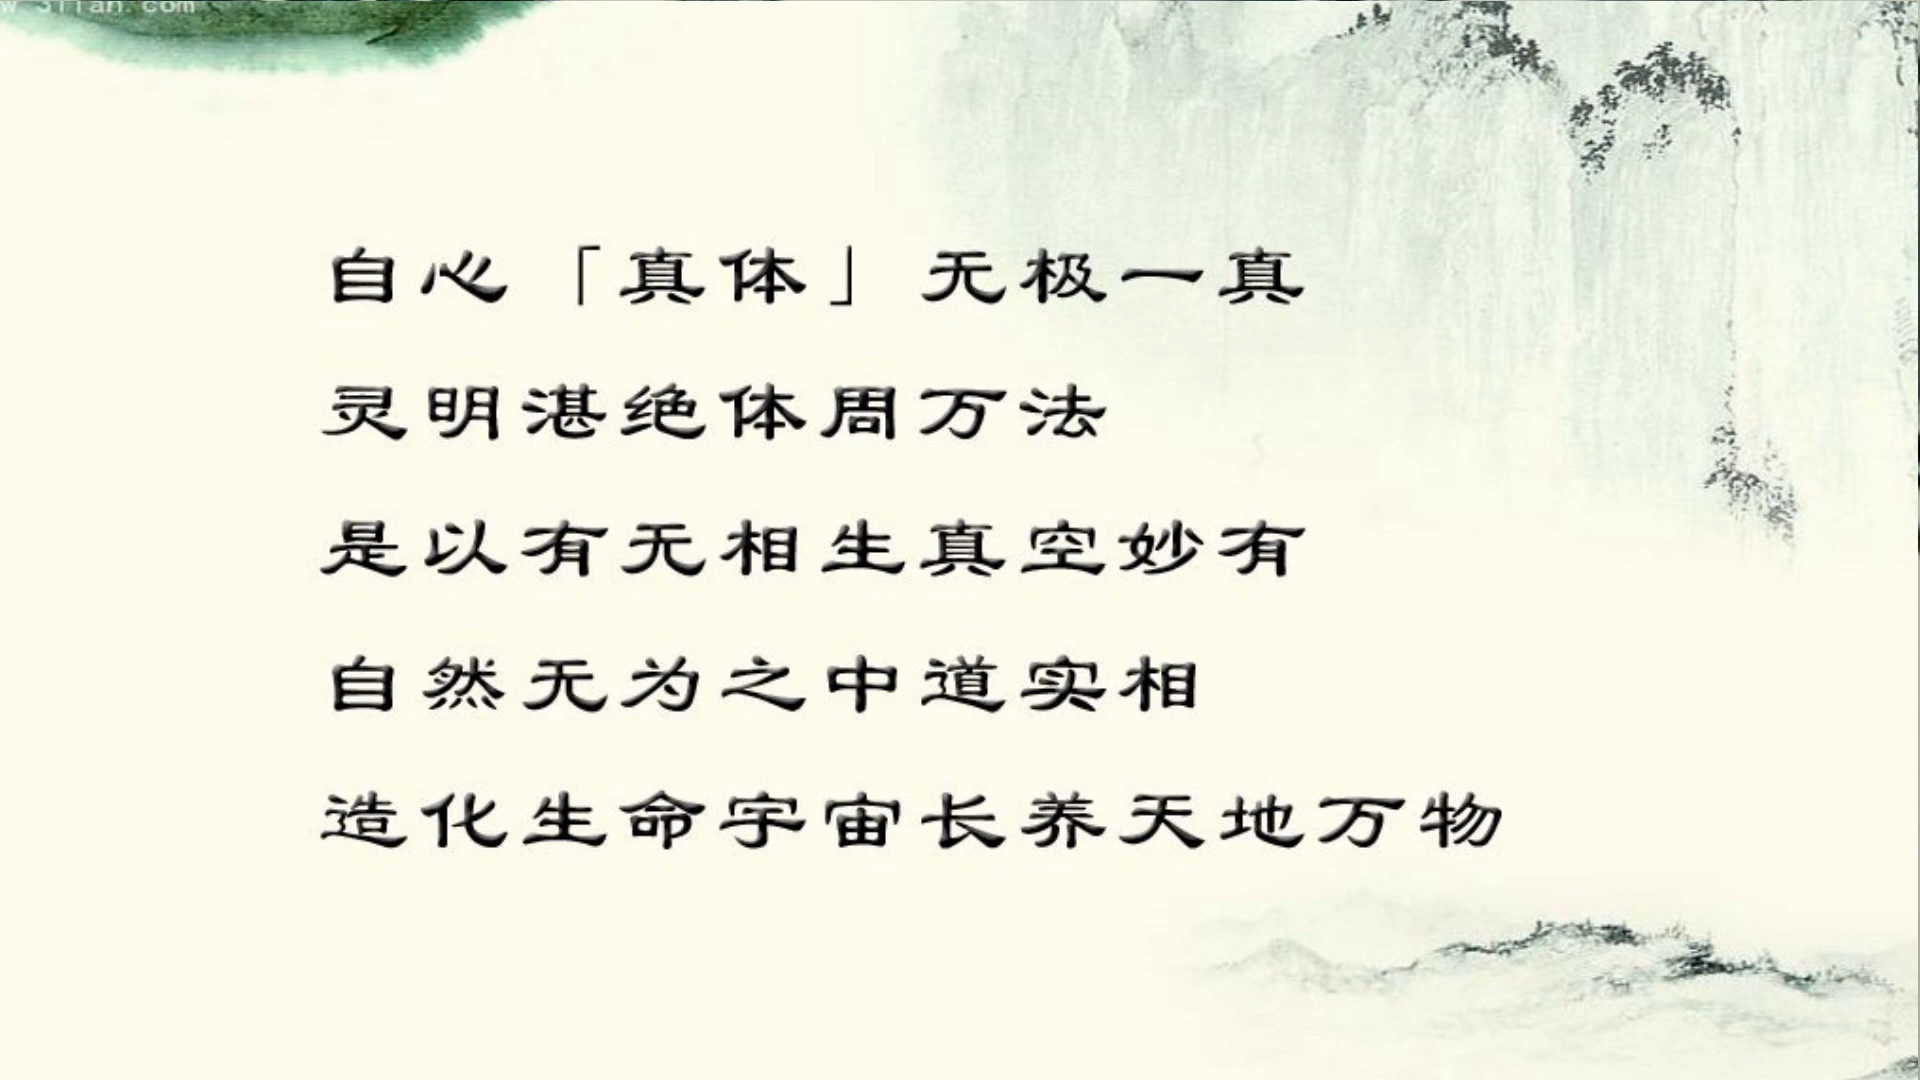 自心「真体」无极一真
灵明湛绝体周万法
是以有无相生真空妙有
自然无为之中道实相
造化生命宇宙长养天地万物